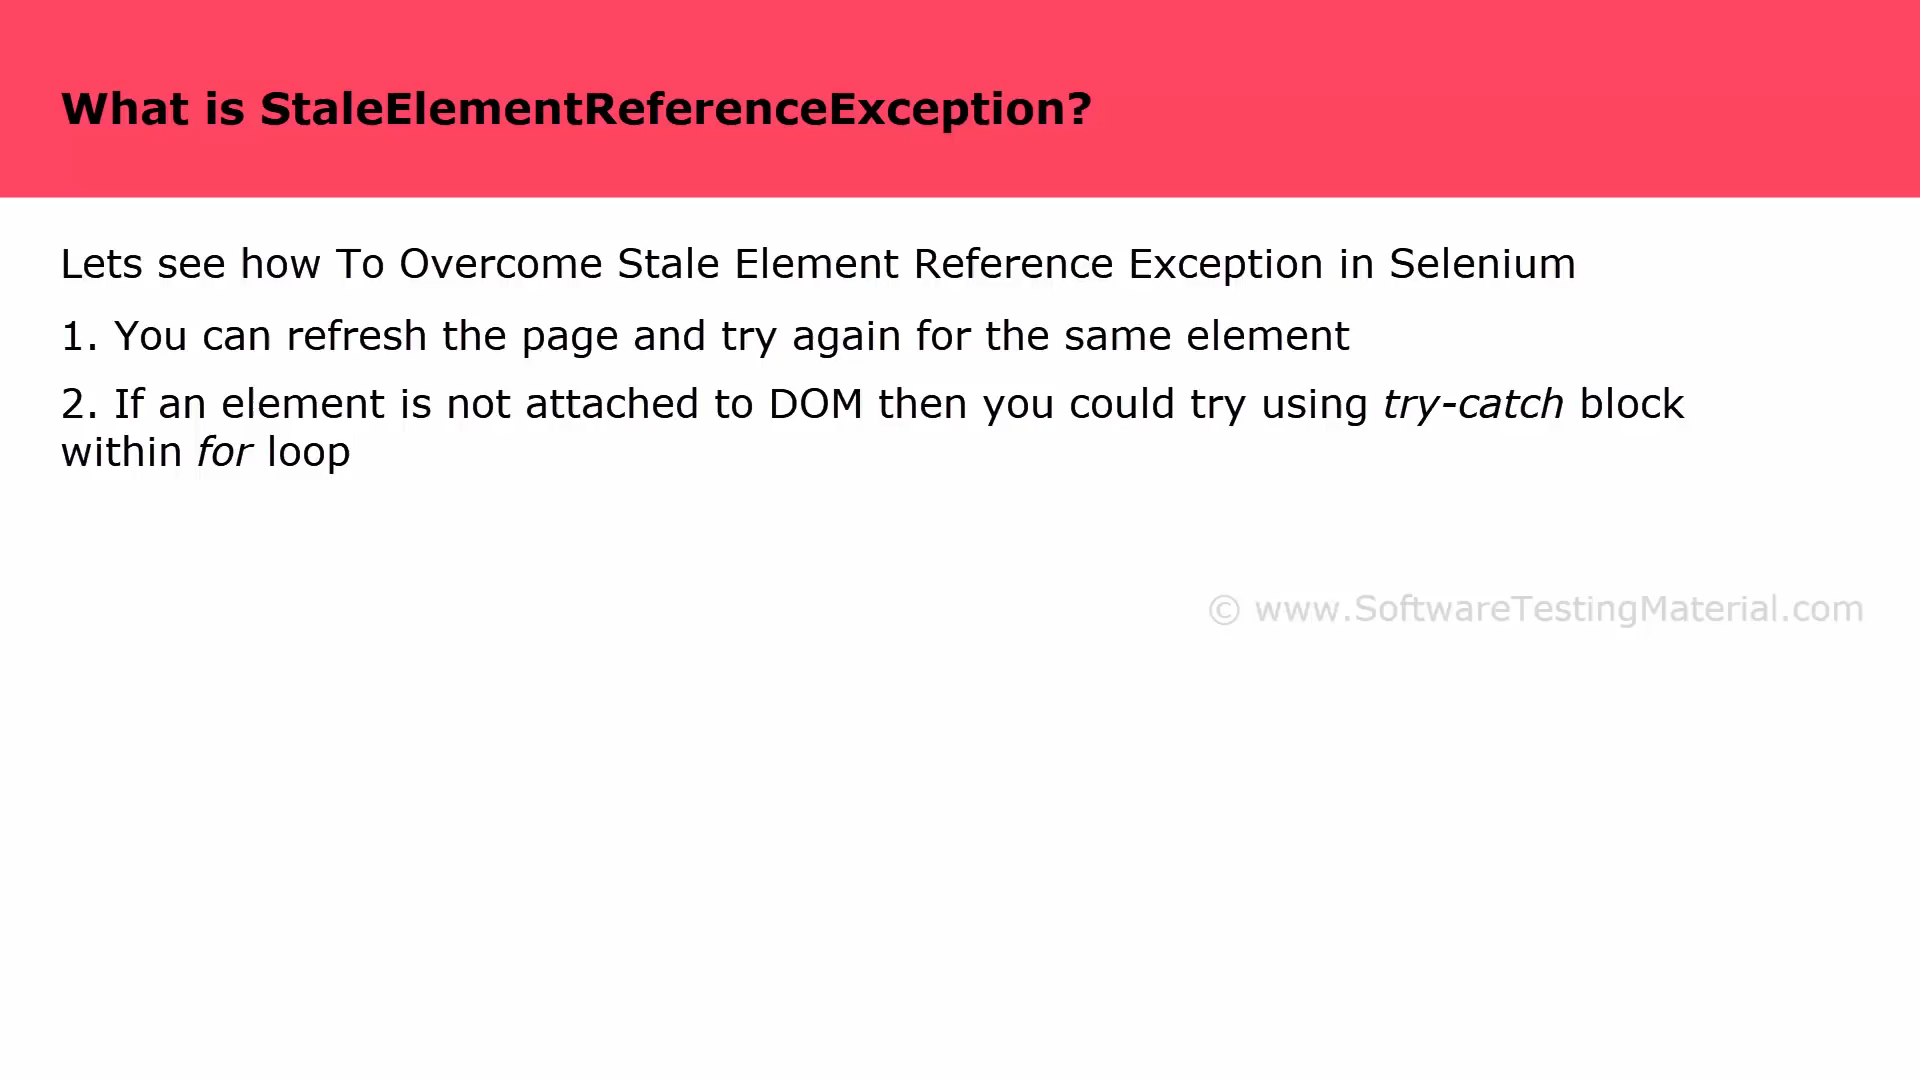 What is StaleElementReferenceException?
Lets see how To Overcome Stale Element Reference Exception in Selenium
1. You can refresh the page and try again for the same element
2. If an element is not attached to DOM then you could try using try-catch block
within for loop
© www.SoftwareTestingMaterial.com